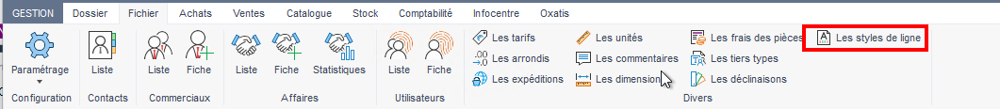 GESTION Dossier Fichier Achats Ventes Catalogue Stock Comptabilité Infocentre Oxatis
Paramétrage
Configuration
Liste
Contacts
Liste Fiche
Commerciaux
Liste Fiche Statistiques
Affaires
Liste Fiche
Utilisateurs
Les tarifs Les unités Les frais des pièces Les styles de ligne
Les arrondis Les commentaires Les tiers types
Les expéditions Les dimension Les déclinaisons
Divers